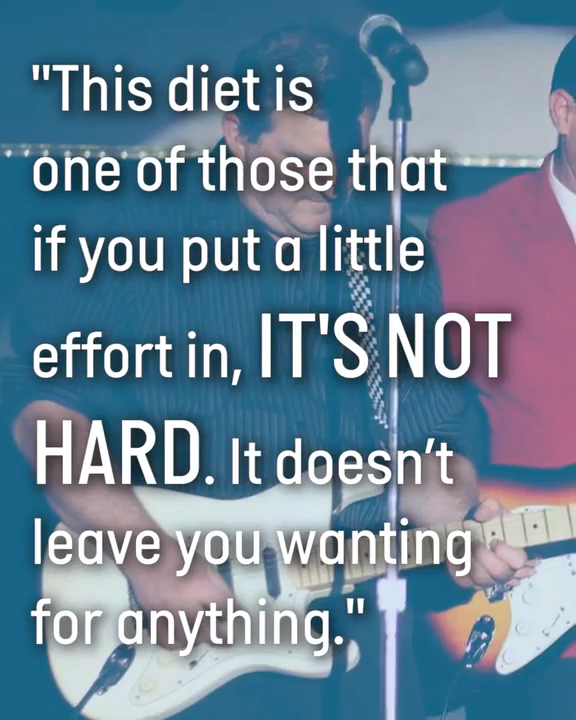 "This diet is
one of those that
if you put a little
effort in, IT'S NOT
HARD. It doesn’t
leave you wanting
for anything."